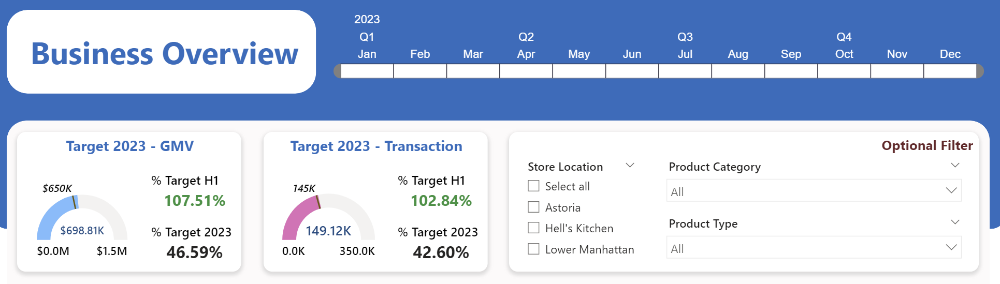 Business Overview
2023
Q1 Q2 Q3 Q4
Jan Feb Mar Apr May Jun Jul Aug Sep Oct Nov Dec
Target 2023 - GMV
$650K
$698.81K
$0.0M $1.5M
% Target H1
107.51%
% Target 2023
46.59%
Target 2023 - Transaction
145K
149.12K
0.0K 350.0K
% Target H1
102.84%
% Target 2023
42.60%
Optional Filter
Store Location
Select all
Astoria
Hell's Kitchen
Lower Manhattan
Product Category
All
Product Type
All